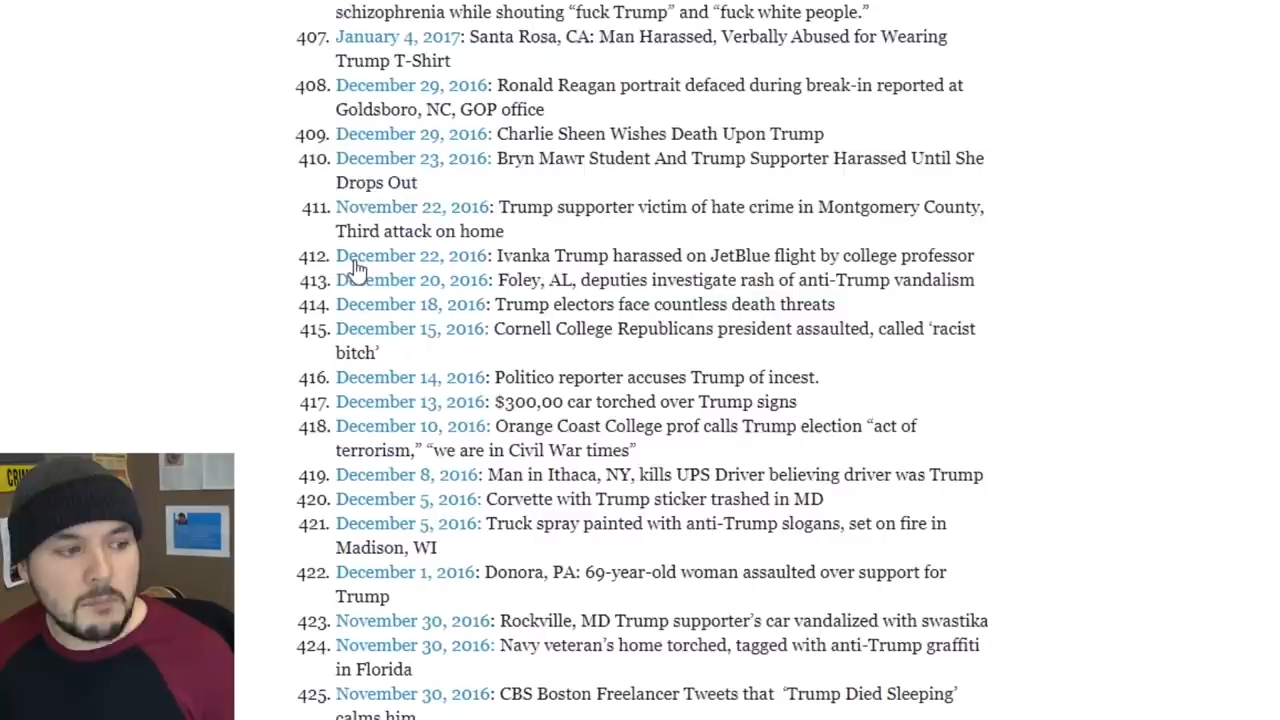 schizophrenia while shouting “fuck Trump” and “fuck white people.”
407. January 4, 2017: Santa Rosa, CA: Man Harassed, Verbally Abused for Wearing
Trump T-Shirt
408. December 29, 2016: Ronald Reagan portrait defaced during break-in reported at
Goldsboro, NC, GOP office
409. December 29, 2016: Charlie Sheen Wishes Death Upon Trump
410. December 23, 2016: Bryn Mawr Student And Trump Supporter Harassed Until She
Drops Out
411. November 22, 2016: Trump supporter victim of hate crime in Montgomery County,
Third attack on home
412. December 22, 2016: Ivanka Trump harassed on JetBlue flight by college professor
413. December 20, 2016: Foley, AL, deputies investigate rash of anti-Trump vandalism
414. December 18, 2016: Trump electors face countless death threats
415. December 15, 2016: Cornell College Republicans president assaulted, called ‘racist
bitch’
416. December 14, 2016: Politico reporter accuses Trump of incest.
417. December 13, 2016: $300,00 car torched over Trump signs
418. December 10, 2016: Orange Coast College prof calls Trump election “act of
terrorism,” “we are in Civil War times”
419. December 8, 2016: Man in Ithaca, NY, kills UPS Driver believing driver was Trump
420. December 5, 2016: Corvette with Trump sticker trashed in MD
421. December 5, 2016: Truck spray painted with anti-Trump slogans, set on fire in
Madison, WI
422. December 1, 2016: Donora, PA: 69-year-old woman assaulted over support for
Trump
423. November 30, 2016: Rockville, MD Trump supporter’s car vandalized with swastika
424. November 30, 2016: Navy veteran’s home torched, tagged with anti-Trump graffiti
in Florida
425. November 30, 2016: CBS Boston Freelancer Tweets that ‘Trump Died Sleeping’
calms him
CRI